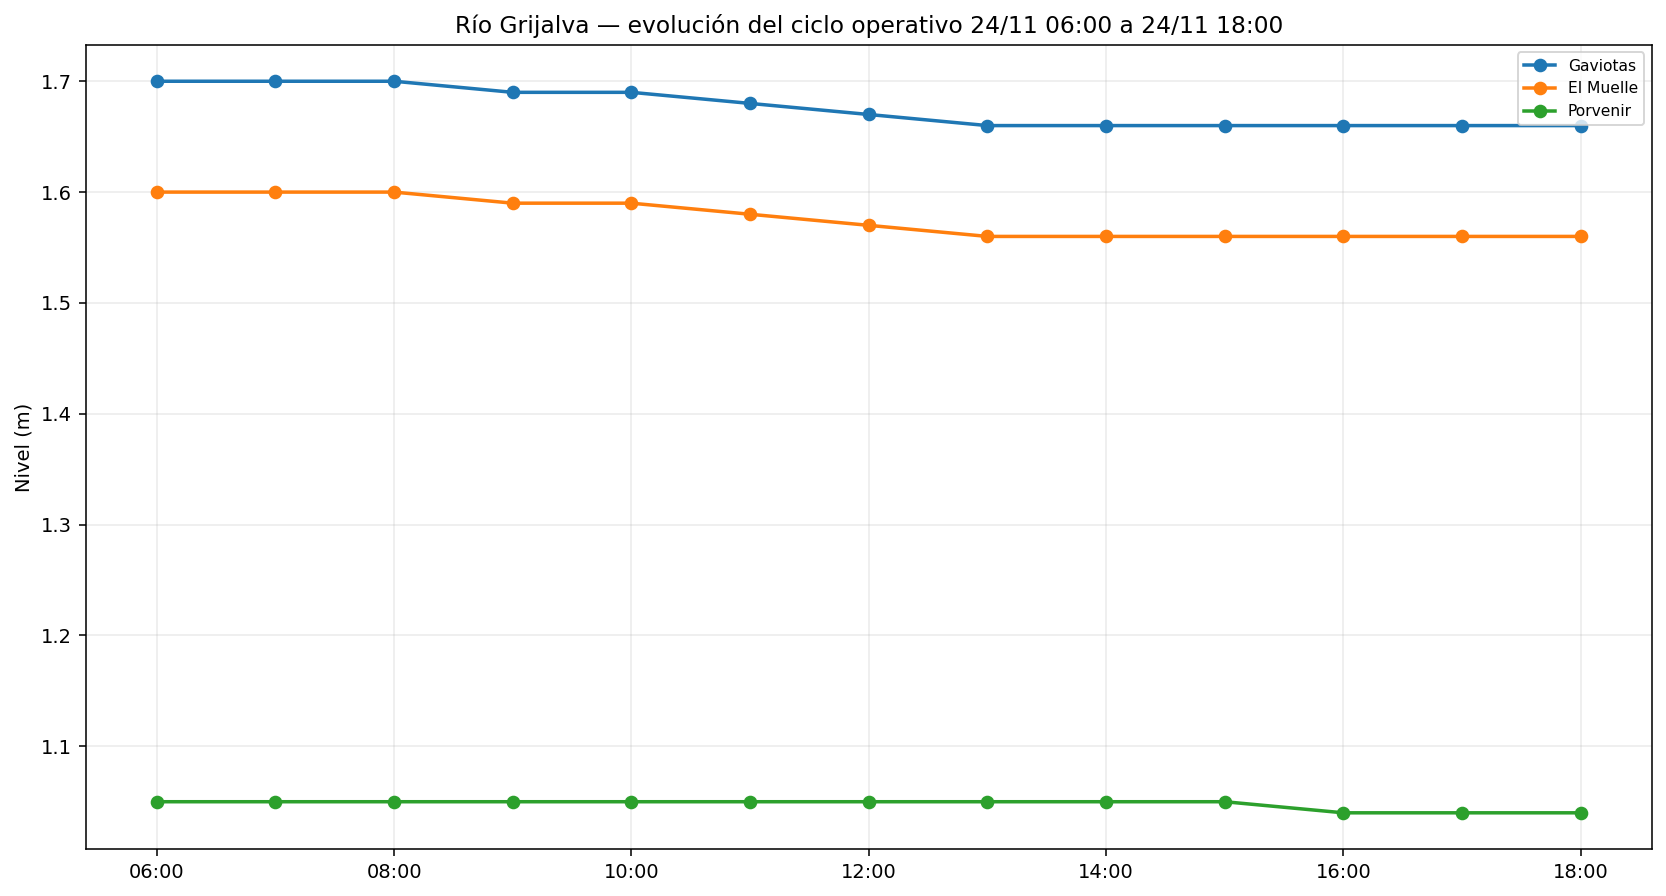 Río Grijalva — evolución del ciclo operativo 24/11 06:00 a 24/11 18:00
Gaviotas
El Muelle
Porvenir
Nivel (m)
1.7
1.6
1.5
1.4
1.3
1.2
1.1
06:00 08:00 10:00 12:00 14:00 16:00 18:00